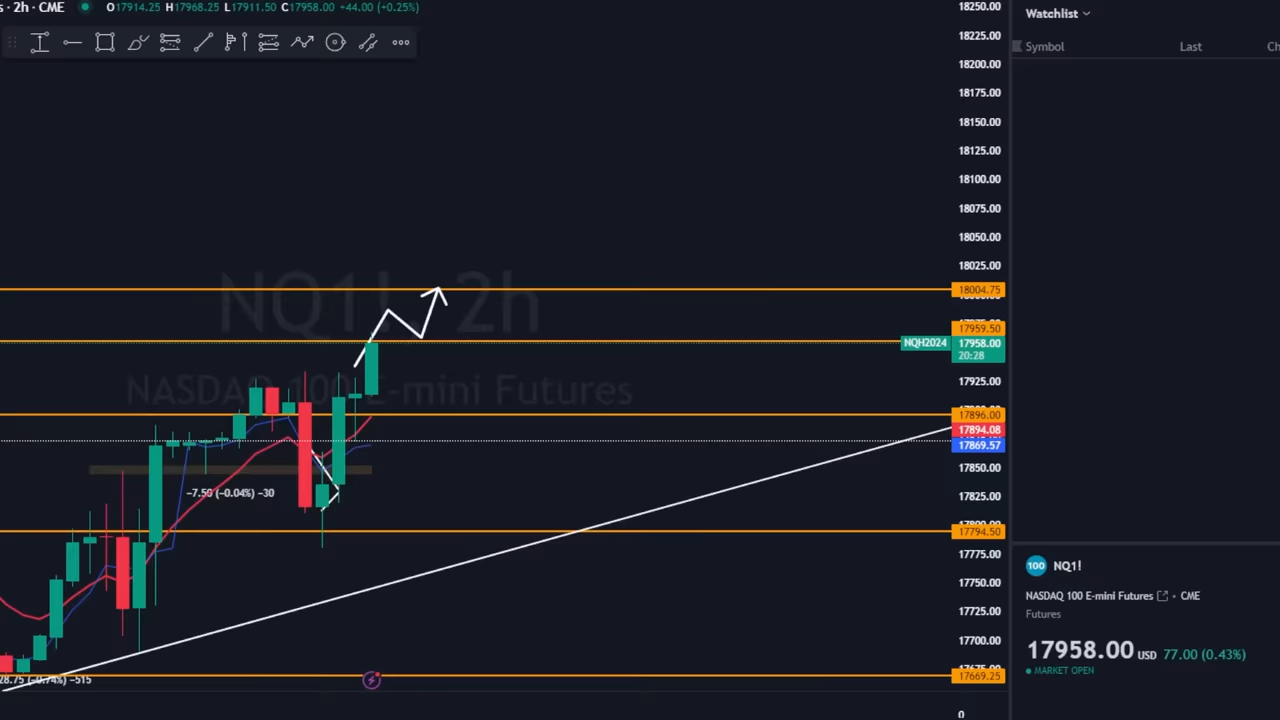 s · 2h · CME O17914.25 H17968.25 L17911.50 C17958.00 +44.00 (+0.25%)
18250.00
Watchlist
18225.00
Symbol Last
18200.00
18175.00
18150.00
18125.00
18100.00
18075.00
18050.00
18025.00
NQ1!, 2h
NASDAQ 100 E-mini Futures
18004.75
17959.50
NQH2024 17958.00
20:28
17925.00
17896.00
17894.08
17869.57
17850.00
−7.50 (−0.04%) −30
17825.00
17794.50
17775.00
17750.00
17725.00
17700.00
17669.25
28.75 (−0.74%) −515
0
100 NQ1!
NASDAQ 100 E-mini Futures • CME
Futures
17958.00 USD 77.00 (0.43%)
MARKET OPEN